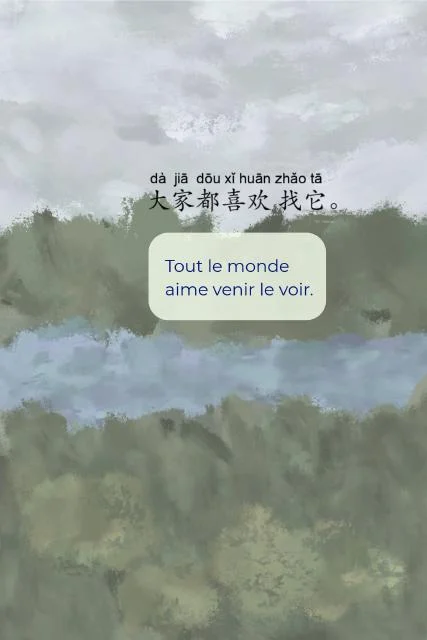 dà jiā dōu xǐ huān zhǎo tā
大家都喜欢 找它。
Tout le monde
aime venir le voir.